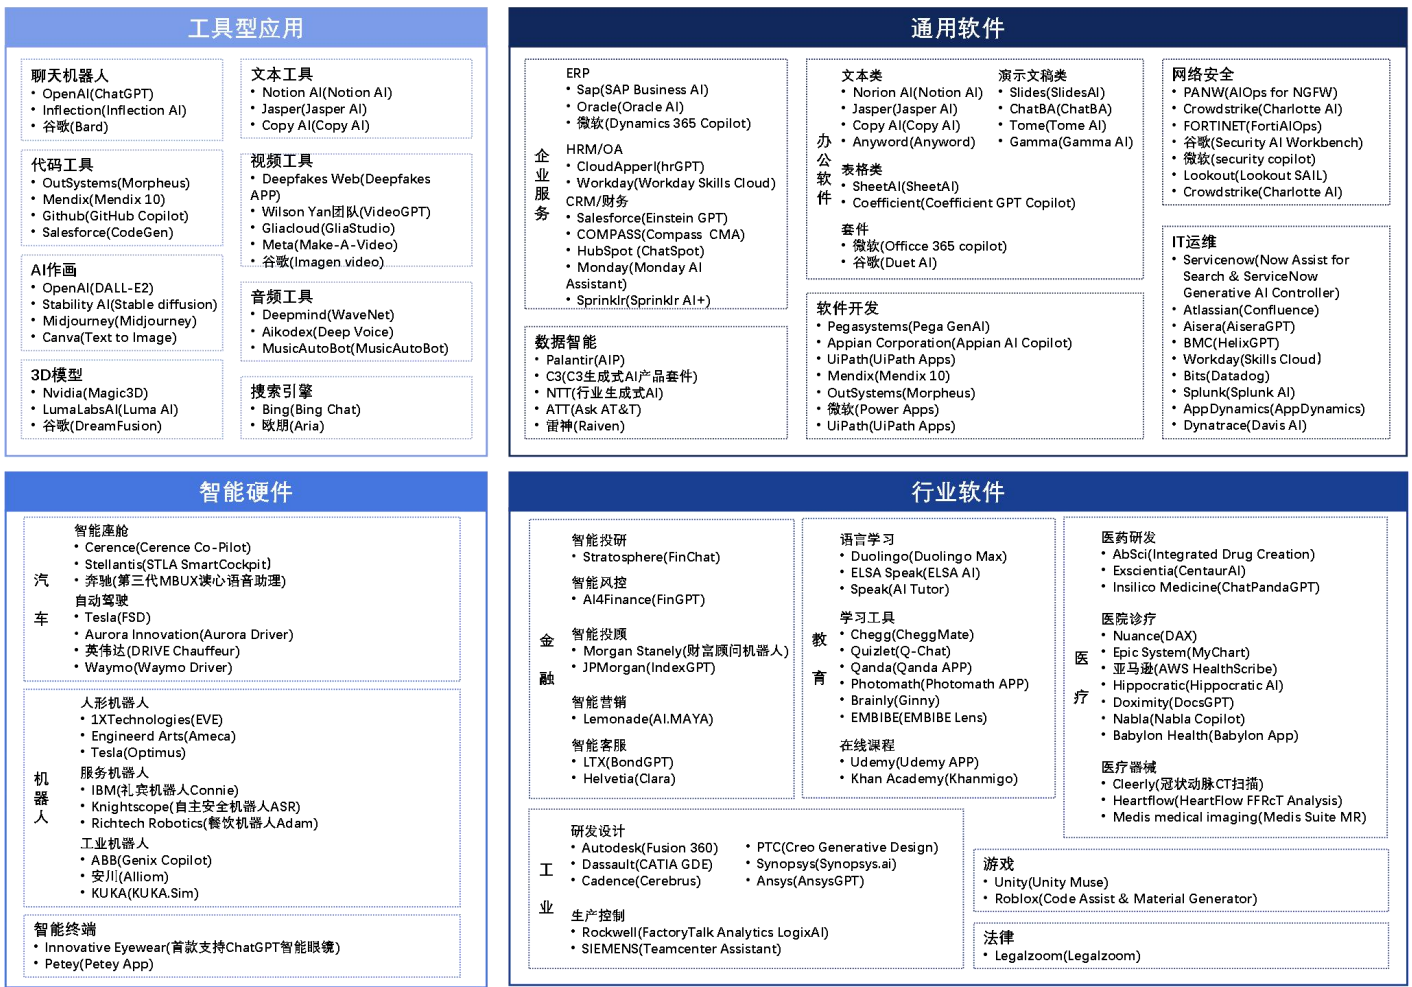 工具型应用
聊天机器人
• OpenAI(ChatGPT)
• Inflection(Inflection AI)
• 谷歌(Bard)
代码工具
• OutSystems(Morpheus)
• Mendix(Mendix 10)
• Github(GitHub Copilot)
• Salesforce(CodeGen)
AI作画
• OpenAI(DALL-E2)
• Stability AI(Stable diffusion)
• Midjourney(Midjourney)
• Canva(Text to Image)
3D模型
• Nvidia(Magic3D)
• LumaLabsAI(Luma AI)
• 谷歌(DreamFusion)
文本工具
• Notion AI(Notion AI)
• Jasper(Jasper AI)
• Copy AI(Copy AI)
视频工具
• Deepfakes Web(Deepfakes
APP)
• Wilson Yan团队(VideoGPT)
• Gliacloud(GliaStudio)
• Meta(Make-A-Video)
• 谷歌(Imagen video)
音频工具
• Deepmind(WaveNet)
• Aikodex(Deep Voice)
• MusicAutoBot(MusicAutoBot)
搜索引擎
• Bing(Bing Chat)
• 欧朋(Aria)
通用软件
企业服务
ERP
• Sap(SAP Business AI)
• Oracle(Oracle AI)
• 微软(Dynamics 365 Copilot)
HRM/OA
• CloudApperI(hrGPT)
• Workday(Workday Skills Cloud)
CRM/财务
• Salesforce(Einstein GPT)
• COMPASS(Compass CMA)
• HubSpot (ChatSpot)
• Monday(Monday AI
Assistant)
• Sprinklr(Sprinklr AI+)
数据智能
• Palantir(AIP)
• C3(C3生成式AI产品套件)
• NTT(行业生成式AI)
• ATT(Ask AT&T)
• 雷神(Raiven)
办公软件
文本类
• Norion AI(Notion AI)
• Jasper(Jasper AI)
• Copy AI(Copy AI)
• Anyword(Anyword)
演示文稿类
• Slides(SlidesAI)
• ChatBA(ChatBA)
• Tome(Tome AI)
• Gamma(Gamma AI)
表格类
• SheetAI(SheetAI)
• Coefficient(Coefficient GPT Copilot)
套件
• 微软(Officce 365 copilot)
• 谷歌(Duet AI)
软件开发
• Pegasystems(Pega GenAI)
• Appian Corporation(Appian AI Copilot)
• UiPath(UiPath Apps)
• Mendix(Mendix 10)
• OutSystems(Morpheus)
• 微软(Power Apps)
• UiPath(UiPath Apps)
网络安全
• PANW(AIOps for NGFW)
• Crowdstrike(Charlotte AI)
• FORTINET(FortiAIOps)
• 谷歌(Security AI Workbench)
• 微软(security copilot)
• Lookout(Lookout SAIL)
• Crowdstrike(Charlotte AI)
IT运维
• Servicenow(Now Assist for
Search & ServiceNow
Generative AI Controller)
• Atlassian(Confluence)
• Aisera(AiseraGPT)
• BMC(HelixGPT)
• Workday(Skills Cloud)
• Bits(Datadog)
• Splunk(Splunk AI)
• AppDynamics(AppDynamics)
• Dynatrace(Davis AI)
智能硬件
汽车
智能座舱
• Cerence(Cerence Co-Pilot)
• Stellantis(STLA SmartCockpit)
• 奔驰(第三代MBUX读心语音助理)
自动驾驶
• Tesla(FSD)
• Aurora Innovation(Aurora Driver)
• 英伟达(DRIVE Chauffeur)
• Waymo(Waymo Driver)
机器人
人形机器人
• 1XTechnologies(EVE)
• Engineerd Arts(Ameca)
• Tesla(Optimus)
服务机器人
• IBM(礼宾机器人Connie)
• Knightscope(自主安全机器人ASR)
• Richtech Robotics(餐饮机器人Adam)
工业机器人
• ABB(Genix Copilot)
• 安川(Alliom)
• KUKA(KUKA.Sim)
智能终端
• Innovative Eyewear(首款支持ChatGPT智能眼镜)
• Petey(Petey App)
行业软件
金融
智能投研
• Stratosphere(FinChat)
智能风控
• AI4Finance(FinGPT)
智能投顾
• Morgan Stanely(财富顾问机器人)
• JPMorgan(IndexGPT)
智能营销
• Lemonade(AI.MAYA)
智能客服
• LTX(BondGPT)
• Helvetia(Clara)
教育
语言学习
• Duolingo(Duolingo Max)
• ELSA Speak(ELSA AI)
• Speak(AI Tutor)
学习工具
• Chegg(CheggMate)
• Quizlet(Q-Chat)
• Qanda(Qanda APP)
• Photomath(Photomath APP)
• Brainly(Ginny)
• EMBIBE(EMBIBE Lens)
在线课程
• Udemy(Udemy APP)
• Khan Academy(Khanmigo)
医疗
医药研发
• AbSci(Integrated Drug Creation)
• Exscientia(CentaurAI)
• Insilico Medicine(ChatPandaGPT)
医院诊疗
• Nuance(DAX)
• Epic System(MyChart)
• 亚马逊(AWS HealthScribe)
• Hippocratic(Hippocratic AI)
• Doximity(DocsGPT)
• Nabla(Nabla Copilot)
• Babylon Health(Babylon App)
医疗器械
• Cleerly(冠状动脉CT扫描)
• Heartflow(HeartFlow FFRcT Analysis)
• Medis medical imaging(Medis Suite MR)
工业
研发设计
• Autodesk(Fusion 360)
• Dassault(CATIA GDE)
• Cadence(Cerebrus)
• PTC(Creo Generative Design)
• Synopsys(Synopsys.ai)
• Ansys(AnsysGPT)
生产控制
• Rockwell(FactoryTalk Analytics LogixAI)
• SIEMENS(Teamcenter Assistant)
游戏
• Unity(Unity Muse)
• Roblox(Code Assist & Material Generator)
法律
• Legalzoom(Legalzoom)